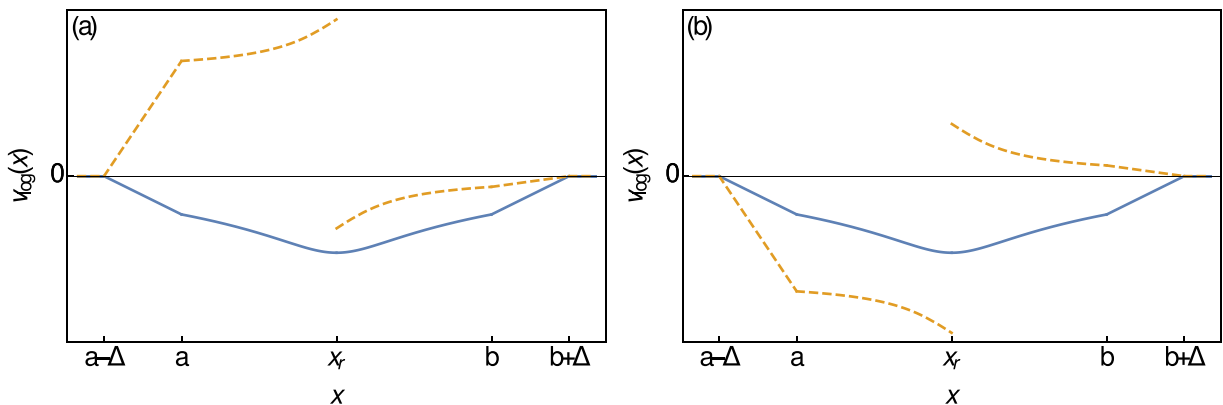 (a)
v_log(x)
0
a−Δ a x_r b b+Δ
x
(b)
v_log(x)
0
a−Δ a x_r b b+Δ
x